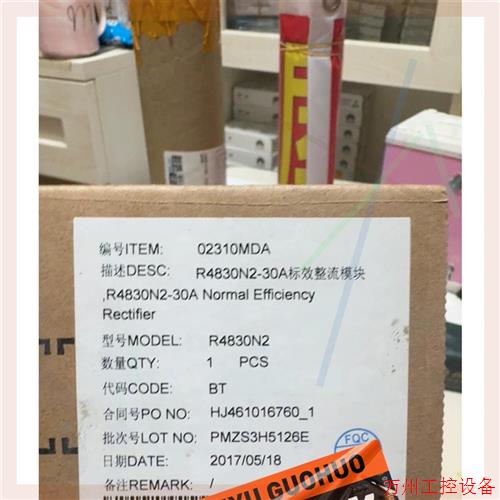 编号ITEM: 02310MDA
描述DESC: R4830N2-30A标效整流模块
,R4830N2-30A Normal Efficiency
Rectifier
型号MODEL: R4830N2
数量QTY: 1 PCS
代码CODE: BT
合同号PO NO: HJ461016760_1
批次号LOT NO: PMZS3H5126E
FQC
日期DATE: 2017/05/18
备注REMARK: /
YU GUOHUO
万州工控设备